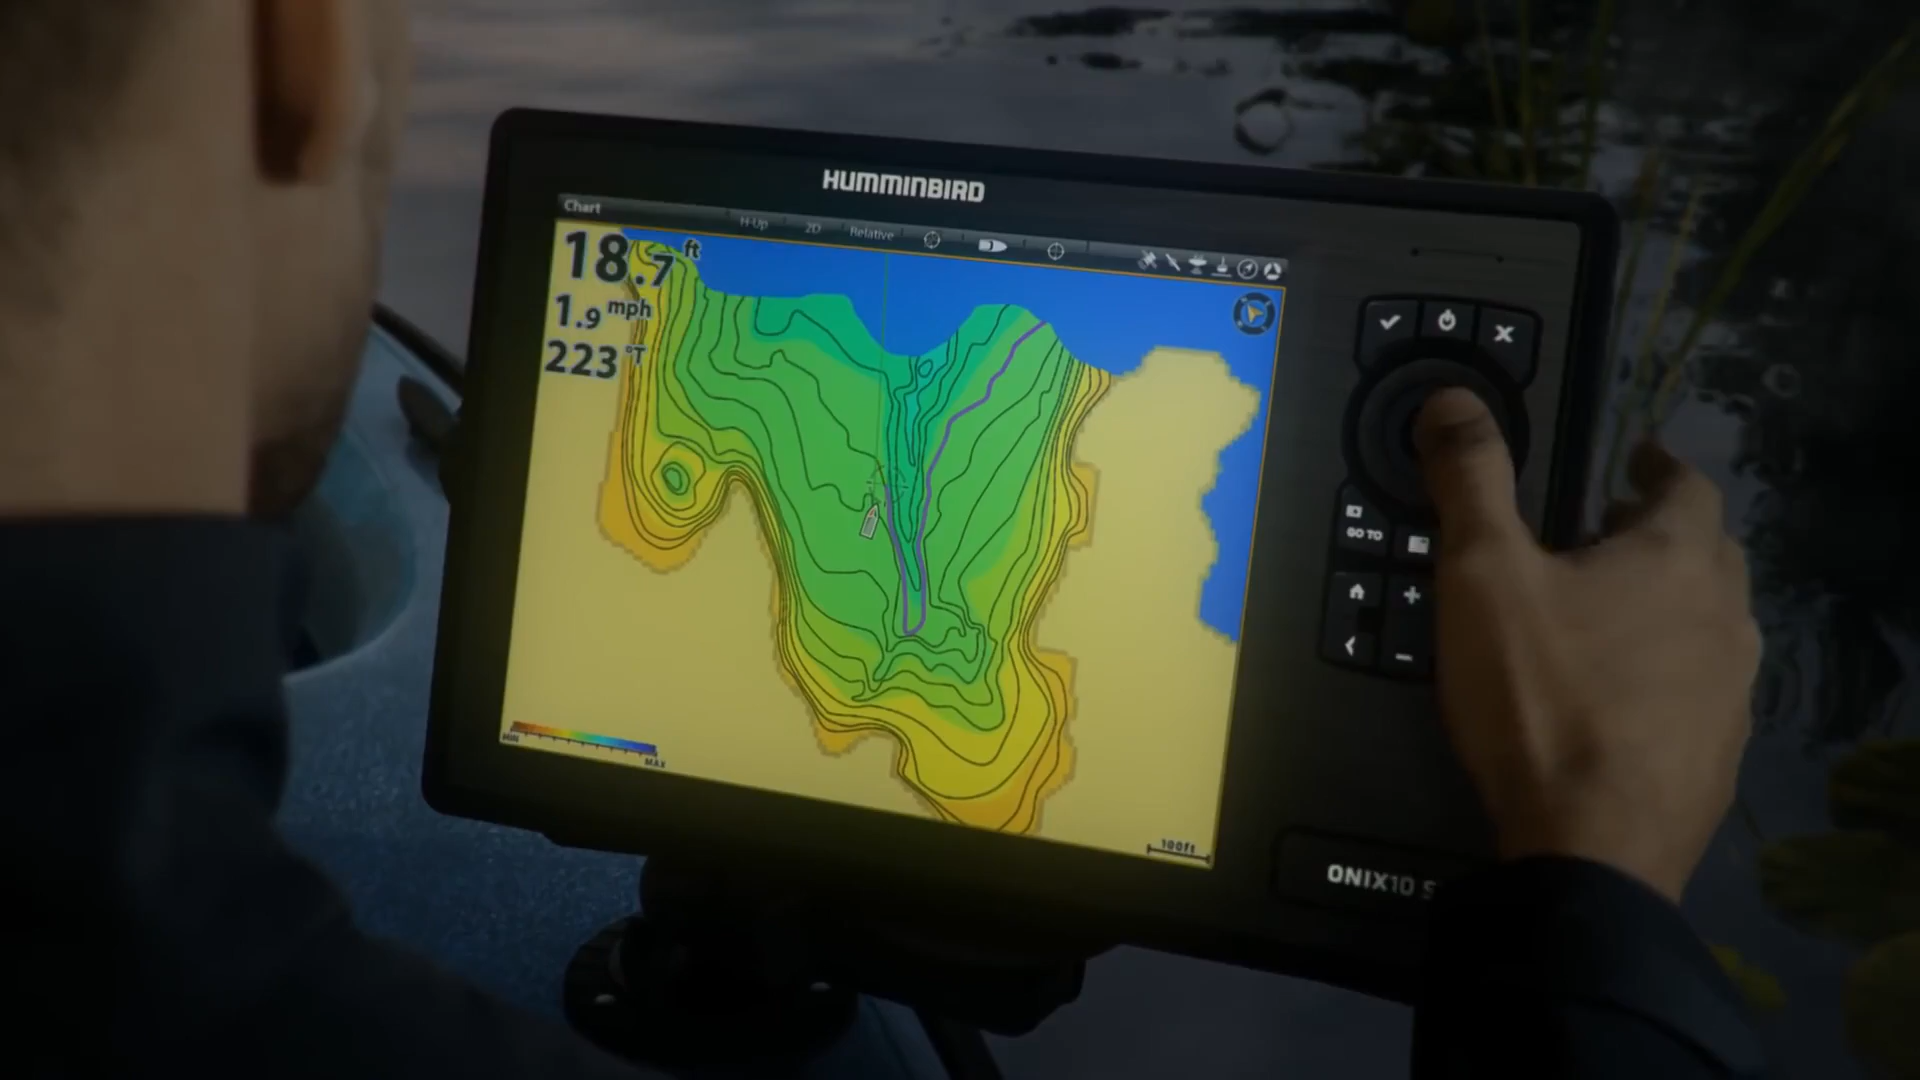 HUMMINBIRD
Chart
H-Up 2D Relative
18.7 ft
1.9 mph
223 °T
GO TO
MIN
MAX
100ft
ONIX10 S